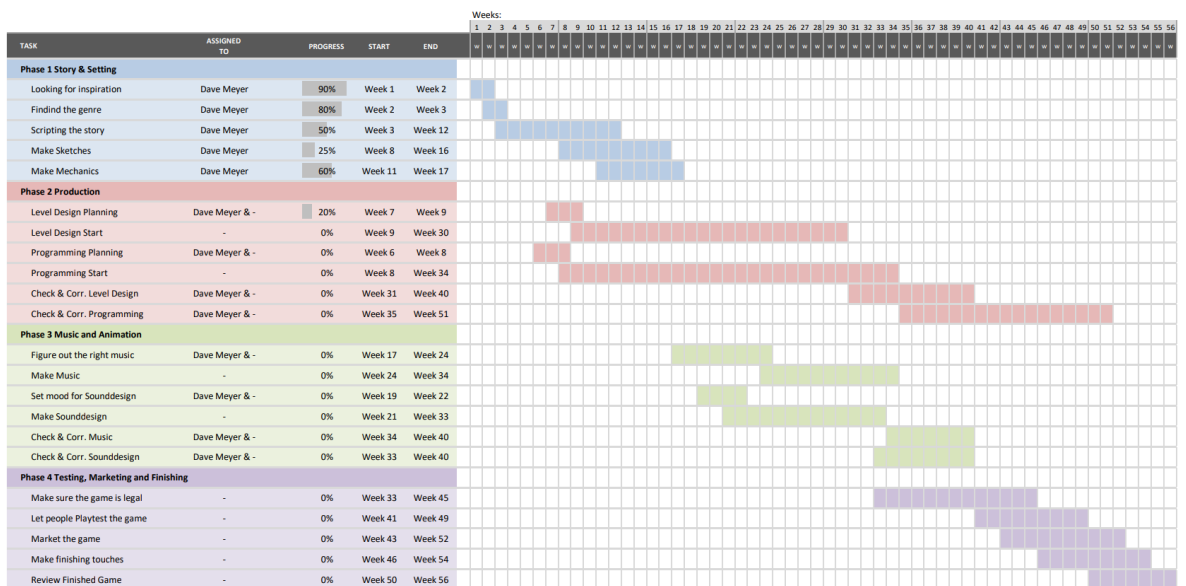 Weeks:
1 2 3 4 5 6 7 8 9 10 11 12 13 14 15 16 17 18 19 20 21 22 23 24 25 26 27 28 29 30 31 32 33 34 35 36 37 38 39 40 41 42 43 44 45 46 47 48 49 50 51 52 53 54 55 56
TASK ASSIGNED TO PROGRESS START END w w w w w w w w w w w w w w w w w w w w w w w w w w w w w w w w w w w w w w w w w w w w w w w w w w w w w w w w
Phase 1 Story & Setting
Looking for inspiration Dave Meyer 90% Week 1 Week 2
Findind the genre Dave Meyer 80% Week 2 Week 3
Scripting the story Dave Meyer 50% Week 3 Week 12
Make Sketches Dave Meyer 25% Week 8 Week 16
Make Mechanics Dave Meyer 60% Week 11 Week 17
Phase 2 Production
Level Design Planning Dave Meyer & - 20% Week 7 Week 9
Level Design Start - 0% Week 9 Week 30
Programming Planning Dave Meyer & - 0% Week 6 Week 8
Programming Start - 0% Week 8 Week 34
Check & Corr. Level Design Dave Meyer & - 0% Week 31 Week 40
Check & Corr. Programming Dave Meyer & - 0% Week 35 Week 51
Phase 3 Music and Animation
Figure out the right music Dave Meyer & - 0% Week 17 Week 24
Make Music - 0% Week 24 Week 34
Set mood for Sounddesign Dave Meyer & - 0% Week 19 Week 22
Make Sounddesign - 0% Week 21 Week 33
Check & Corr. Music Dave Meyer & - 0% Week 34 Week 40
Check & Corr. Sounddesign Dave Meyer & - 0% Week 33 Week 40
Phase 4 Testing, Marketing and Finishing
Make sure the game is legal - 0% Week 33 Week 45
Let people Playtest the game - 0% Week 41 Week 49
Market the game - 0% Week 43 Week 52
Make finishing touches - 0% Week 46 Week 54
Review Finished Game - 0% Week 50 Week 56